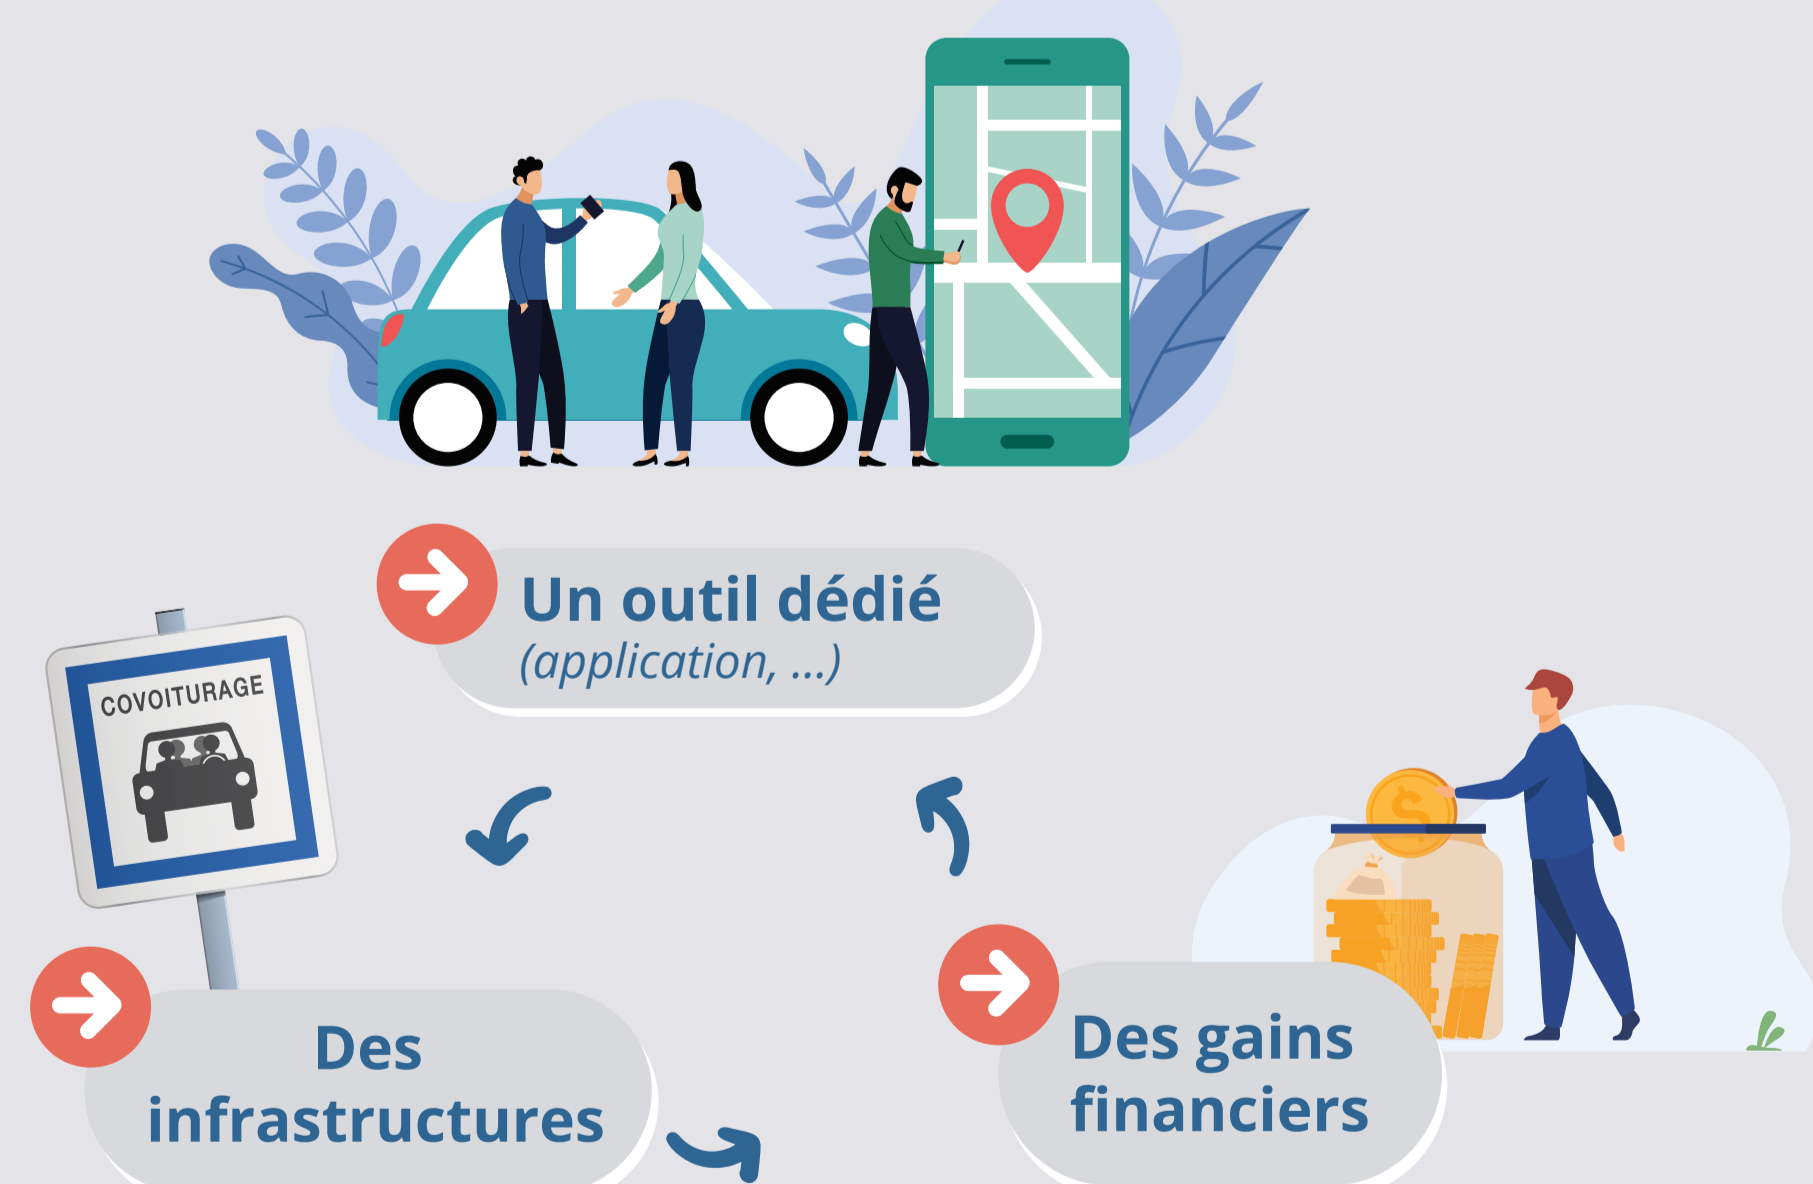 Un outil dédié
(application, ...)
COVOITURAGE
Des
infrastructures
Des gains
financiers
$